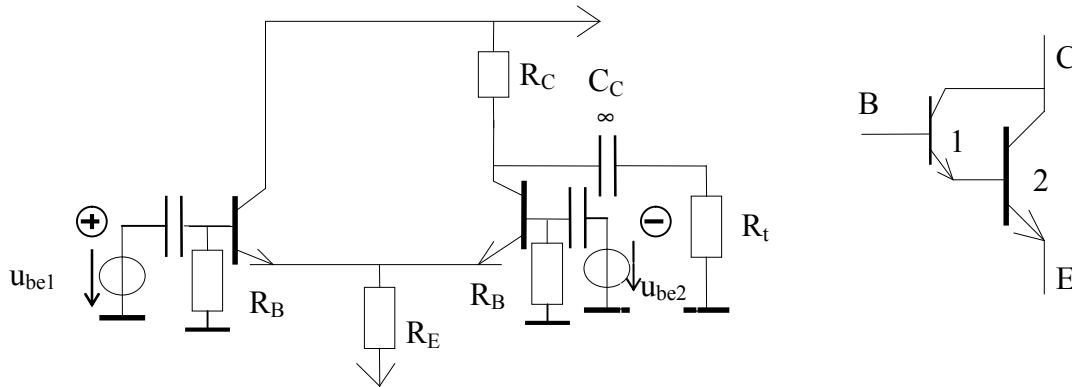 R_C
C_C
∞
C
B
1
2
+
−
R_t
u_be1
R_B
R_B
u_be2
R_E
E